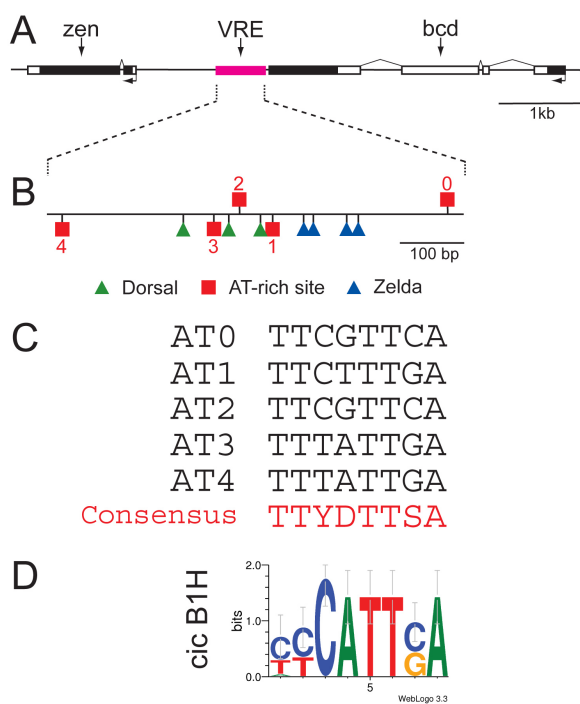 A
zen VRE bcd
1kb
B
2 0
4 3 1
100 bp
Dorsal AT-rich site Zelda
C
AT0 TTCGTTCA
AT1 TTCTTTGA
AT2 TTCGTTCA
AT3 TTTATTGA
AT4 TTTATTGA
Consensus TTYDTTSA
D
cic B1H
2.0
bits
1.0
0.0
CCCATTCA
TT G
5
WebLogo 3.3